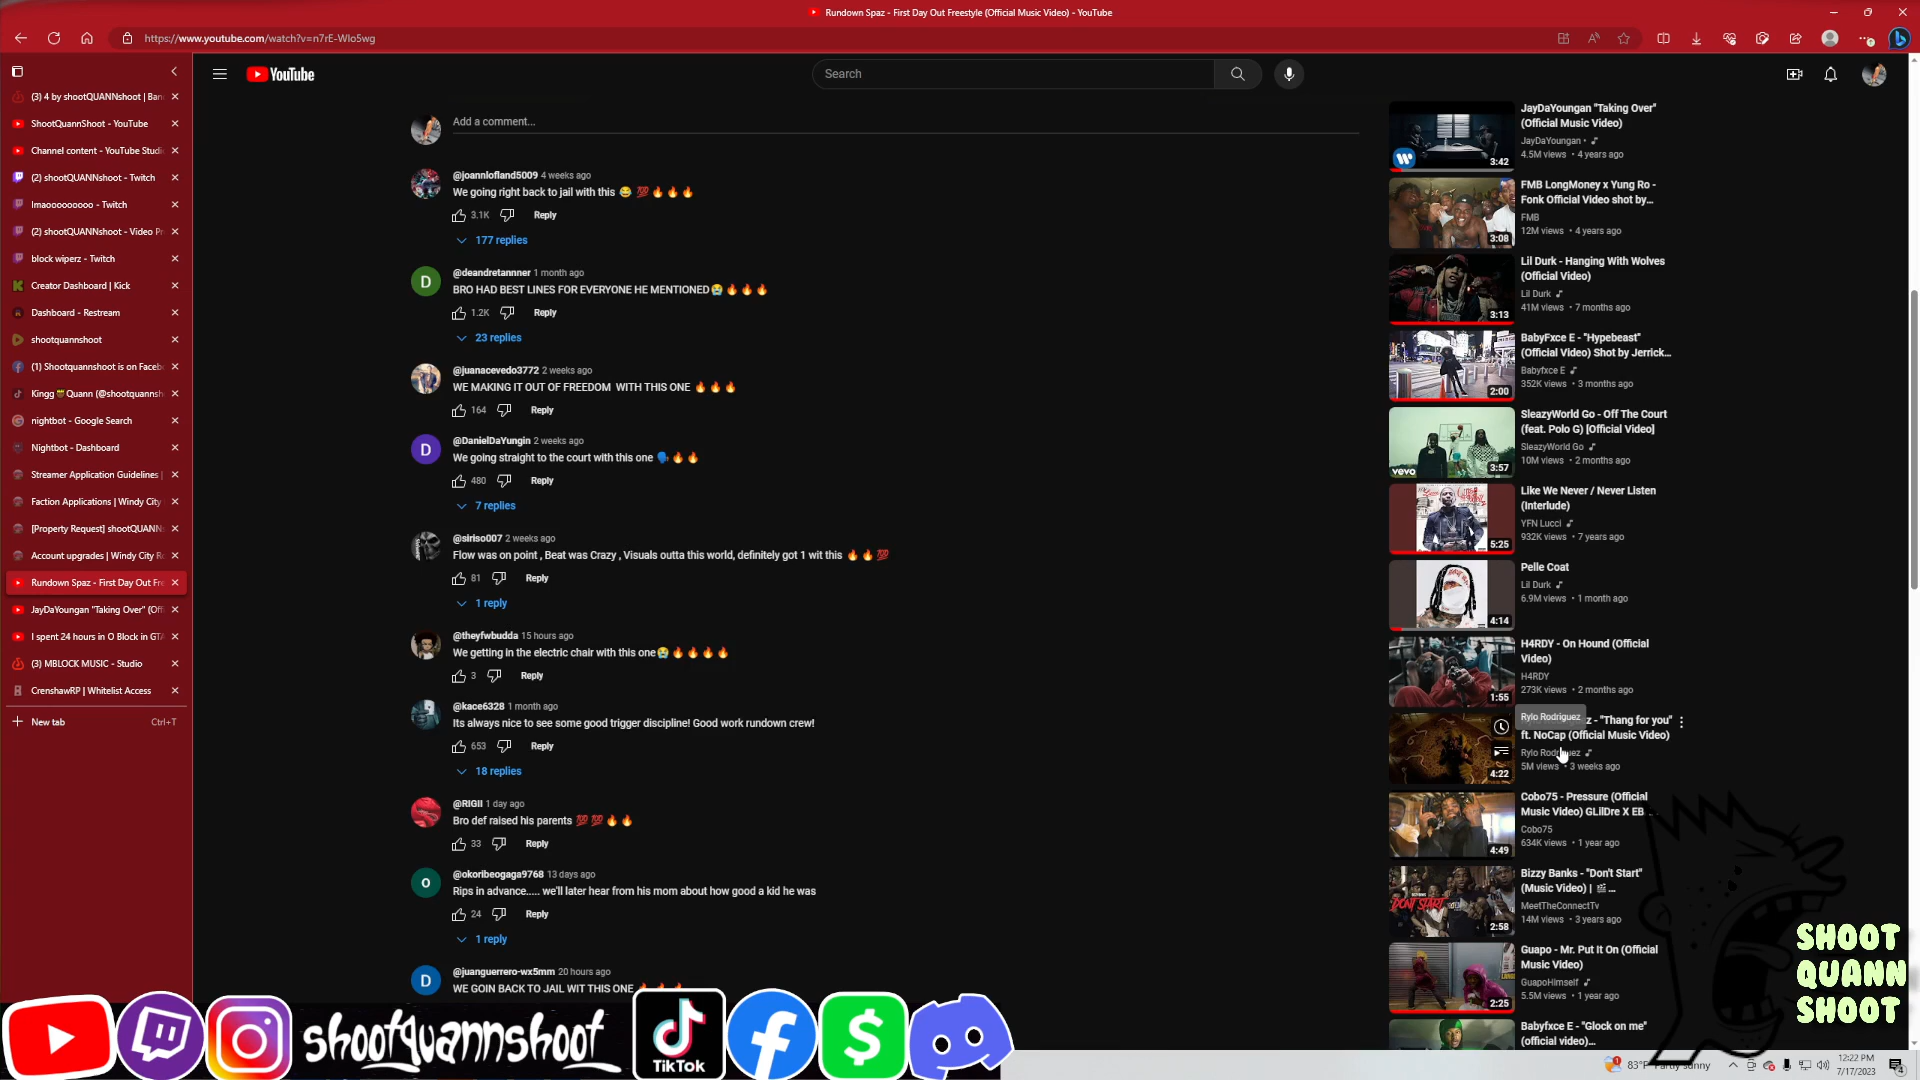 Rundown Spaz - First Day Out Freestyle (Official Music Video) - YouTube
https://www.youtube.com/watch?v=n7rE-WIo5wg
(3) 4 by shootQUANNshoot | Ban
ShootQuannShoot - YouTube
Channel content - YouTube Studi
(2) shootQUANNshoot - Twitch
lmaooooooooo - Twitch
(2) shootQUANNshoot - Video Pr
block wiperz - Twitch
Creator Dashboard | Kick
Dashboard - Restream
shootquannshoot
(1) Shootquannshoot is on Faceb
Kingg Quann (@shootquannsh
nightbot - Google Search
Nightbot - Dashboard
Streamer Application Guidelines |
Faction Applications | Windy City
[Property Request] shootQUANN
Account upgrades | Windy City Ro
Rundown Spaz - First Day Out Fre
JayDaYoungan "Taking Over" (Offi
I spent 24 hours in O Block in GTA
(3) MBLOCK MUSIC - Studio
CrenshawRP | Whitelist Access
New tab Ctrl+T
YouTube
Search
Add a comment...
@joannlofland5009 4 weeks ago
We going right back to jail with this 😂 💯 🔥 🔥 🔥
3.1K Reply
177 replies
D
@deandretannner 1 month ago
BRO HAD BEST LINES FOR EVERYONE HE MENTIONED😭 🔥 🔥 🔥
1.2K Reply
23 replies
@juanacevedo3772 2 weeks ago
WE MAKING IT OUT OF FREEDOM WITH THIS ONE 🔥 🔥 🔥
164 Reply
D
@DanielDaYungin 2 weeks ago
We going straight to the court with this one 🗣 🔥 🔥
480 Reply
7 replies
@siriso007 2 weeks ago
Flow was on point , Beat was Crazy , Visuals outta this world, definitely got 1 wit this 🔥 🔥 💯
81 Reply
1 reply
@theyfwbudda 15 hours ago
We getting in the electric chair with this one😭 🔥 🔥 🔥 🔥
3 Reply
@kace6328 1 month ago
Its always nice to see some good trigger discipline! Good work rundown crew!
653 Reply
18 replies
@RIGII 1 day ago
Bro def raised his parents 💯 💯 🔥 🔥
33 Reply
O
@okoribeogaga9768 13 days ago
Rips in advance..... we'll later hear from his mom about how good a kid he was
24 Reply
1 reply
D
@juanguerrero-wx5mm 20 hours ago
WE GOIN BACK TO JAIL WIT THIS ONE
JayDaYoungan "Taking Over"
(Official Music Video)
JayDaYoungan
4.5M views • 4 years ago
3:42
FMB LongMoney x Yung Ro -
Fonk Official Video shot by...
FMB
12M views • 4 years ago
3:08
Lil Durk - Hanging With Wolves
(Official Video)
Lil Durk
41M views • 7 months ago
3:13
BabyFxce E - "Hypebeast"
(Official Video) Shot by Jerrick...
Babyfxce E
352K views • 3 months ago
2:00
SleazyWorld Go - Off The Court
(feat. Polo G) [Official Video]
SleazyWorld Go
10M views • 2 months ago
vevo
3:57
Like We Never / Never Listen
(Interlude)
YFN Lucci
932K views • 7 years ago
5:25
Pelle Coat
Lil Durk
6.9M views • 1 month ago
4:14
H4RDY - On Hound (Official
Video)
H4RDY
273K views • 2 months ago
1:55
Rylo Rodriguez
z - "Thang for you"
ft. NoCap (Official Music Video)
Rylo Rodriguez
5M views • 3 weeks ago
4:22
Cobo75 - Pressure (Official
Music Video) GLilDre X EB
Cobo75
634K views • 1 year ago
4:49
Bizzy Banks - "Don't Start"
(Music Video) | 🎬 ...
MeetTheConnectTv
14M views • 3 years ago
DON'T START
2:58
Guapo - Mr. Put It On (Official
Music Video)
GuapoHimself
5.5M views • 1 year ago
2:25
Babyfxce E - "Glock on me"
(official video)...
SHOOT
QUANN
SHOOT
shootquannshoot
TikTok
$
83°F Partly sunny
12:22 PM
7/17/2023